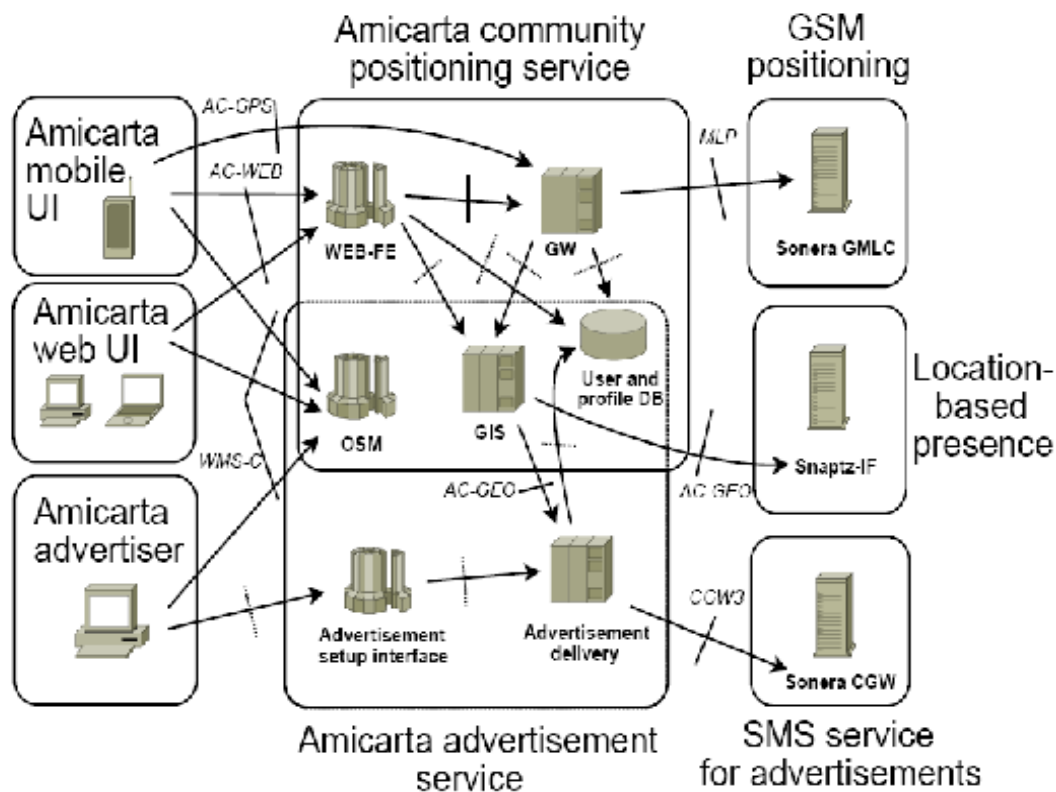 Amicarta community
positioning service
GSM
positioning
Amicarta
mobile
UI
AC-GPS
AC-WEB
WEB-FE
GW
MLP
Sonera GMLC
Amicarta
web UI
OSM
GIS
User and
profile DB
Location-
based
presence
Snaptz-IF
WMS-C
AC-GEO
AC-GEO
Amicarta
advertiser
Advertisement
setup interface
Advertisement
delivery
CGW3
Sonera CGW
Amicarta advertisement
service
SMS service
for advertisements